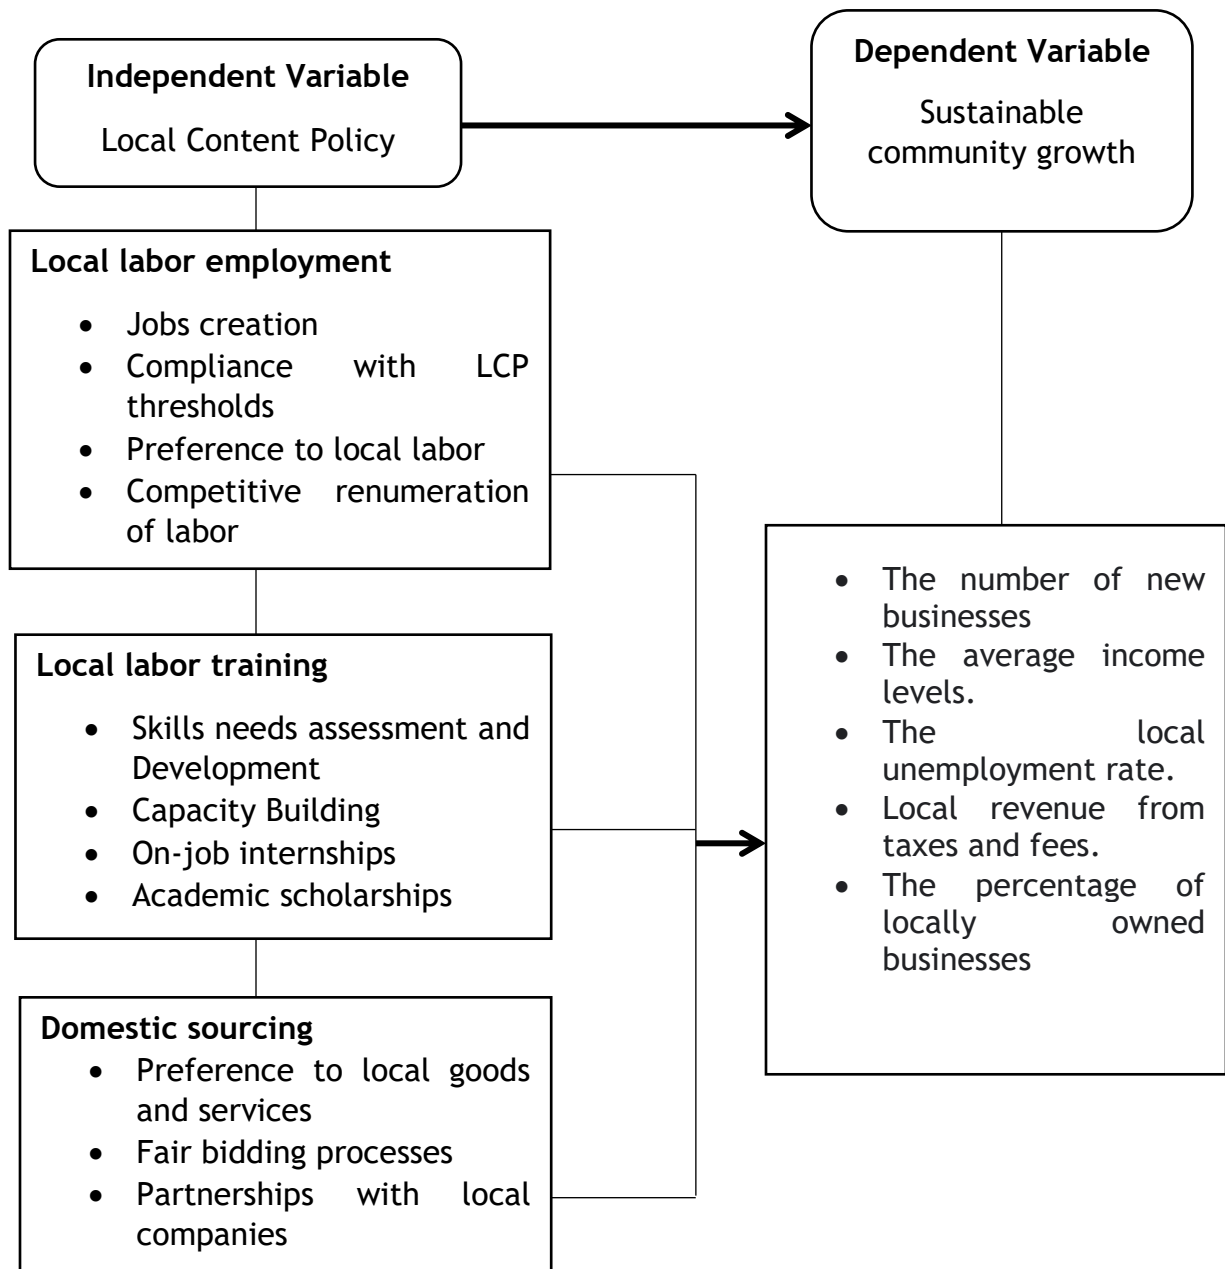 Independent Variable
Local Content Policy
Dependent Variable
Sustainable
community growth
Local labor employment
• Jobs creation
• Compliance with LCP
thresholds
• Preference to local labor
• Competitive renumeration
of labor
Local labor training
• Skills needs assessment and
Development
• Capacity Building
• On-job internships
• Academic scholarships
Domestic sourcing
• Preference to local goods
and services
• Fair bidding processes
• Partnerships with local
companies
• The number of new
businesses
• The average income
levels.
• The local
unemployment rate.
• Local revenue from
taxes and fees.
• The percentage of
locally owned
businesses